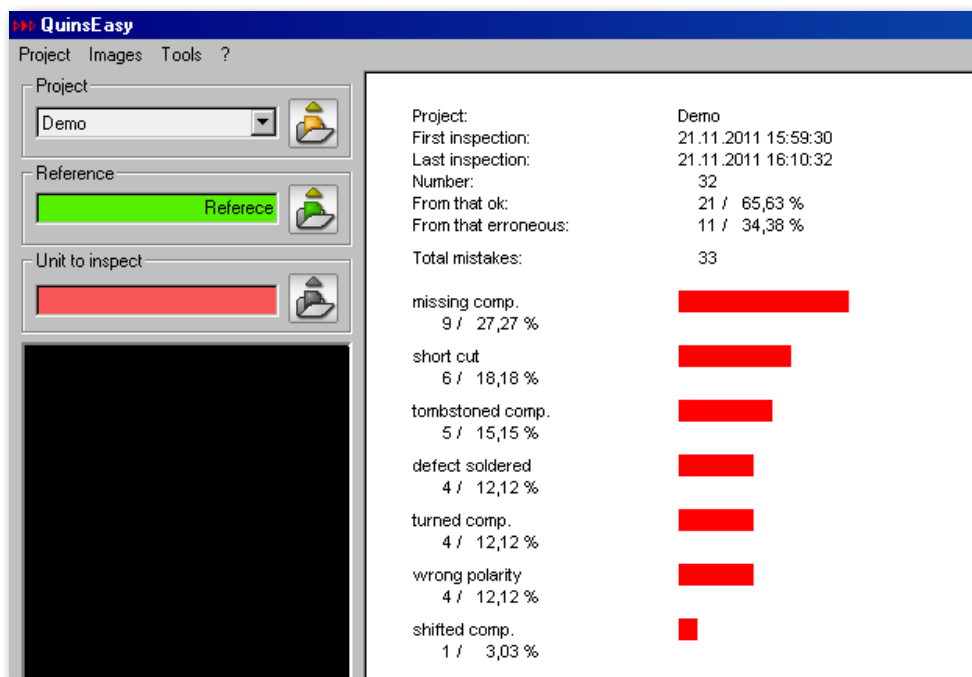 QuinsEasy
Project Images Tools ?
Project
Demo
Reference
Referece
Unit to inspect
Project: Demo
First inspection: 21.11.2011 15:59:30
Last inspection: 21.11.2011 16:10:32
Number: 32
From that ok: 21 / 65,63 %
From that erroneous: 11 / 34,38 %
Total mistakes: 33
missing comp.
9 / 27,27 %
short cut
6 / 18,18 %
tombstoned comp.
5 / 15,15 %
defect soldered
4 / 12,12 %
turned comp.
4 / 12,12 %
wrong polarity
4 / 12,12 %
shifted comp.
1 / 3,03 %